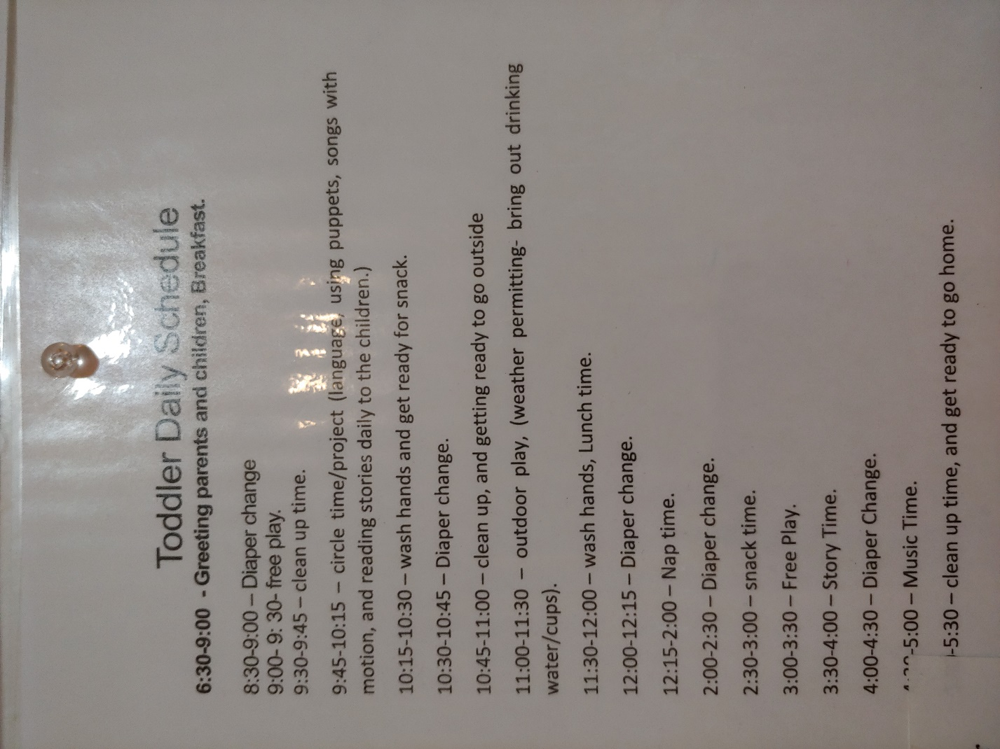 Toddler Daily Schedule
6:30-9:00 - Greeting parents and children, Breakfast.
8:30-9:00 – Diaper change
9:00- 9: 30- free play.
9:30-9:45 – clean up time.
9:45-10:15 – circle time/project (language, using puppets, songs with
motion, and reading stories daily to the children.)
10:15-10:30 – wash hands and get ready for snack.
10:30-10:45 – Diaper change.
10:45-11:00 – clean up, and getting ready to go outside
11:00-11:30 – outdoor play, (weather permitting- bring out drinking
water/cups).
11:30-12:00 – wash hands, Lunch time.
12:00-12:15 – Diaper change.
12:15-2:00 – Nap time.
2:00-2:30 – Diaper change.
2:30-3:00 – snack time.
3:00-3:30 – Free Play.
3:30-4:00 – Story Time.
4:00-4:30 – Diaper Change.
-5:00 – Music Time.
-5:30 – clean up time, and get ready to go home.